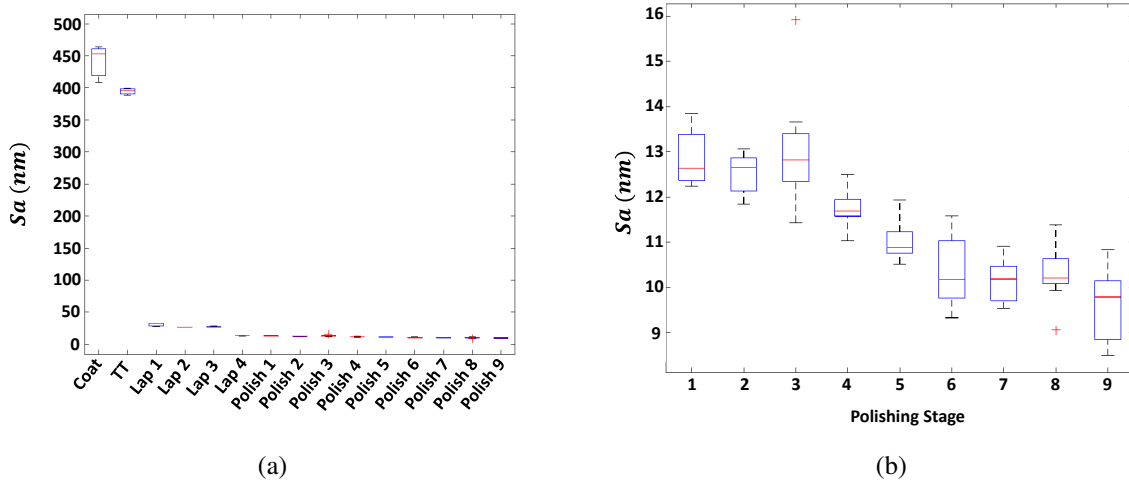 500
450
400
350
300
250
200
150
100
50
0
Sa (nm)
Coat
TT
Lap 1
Lap 2
Lap 3
Lap 4
Polish 1
Polish 2
Polish 3
Polish 4
Polish 5
Polish 6
Polish 7
Polish 8
Polish 9
(a)
16
14
13
12
11
10
9
Sa (nm)
1 2 3 4 5 6 7 8 9
Polishing Stage
(b)